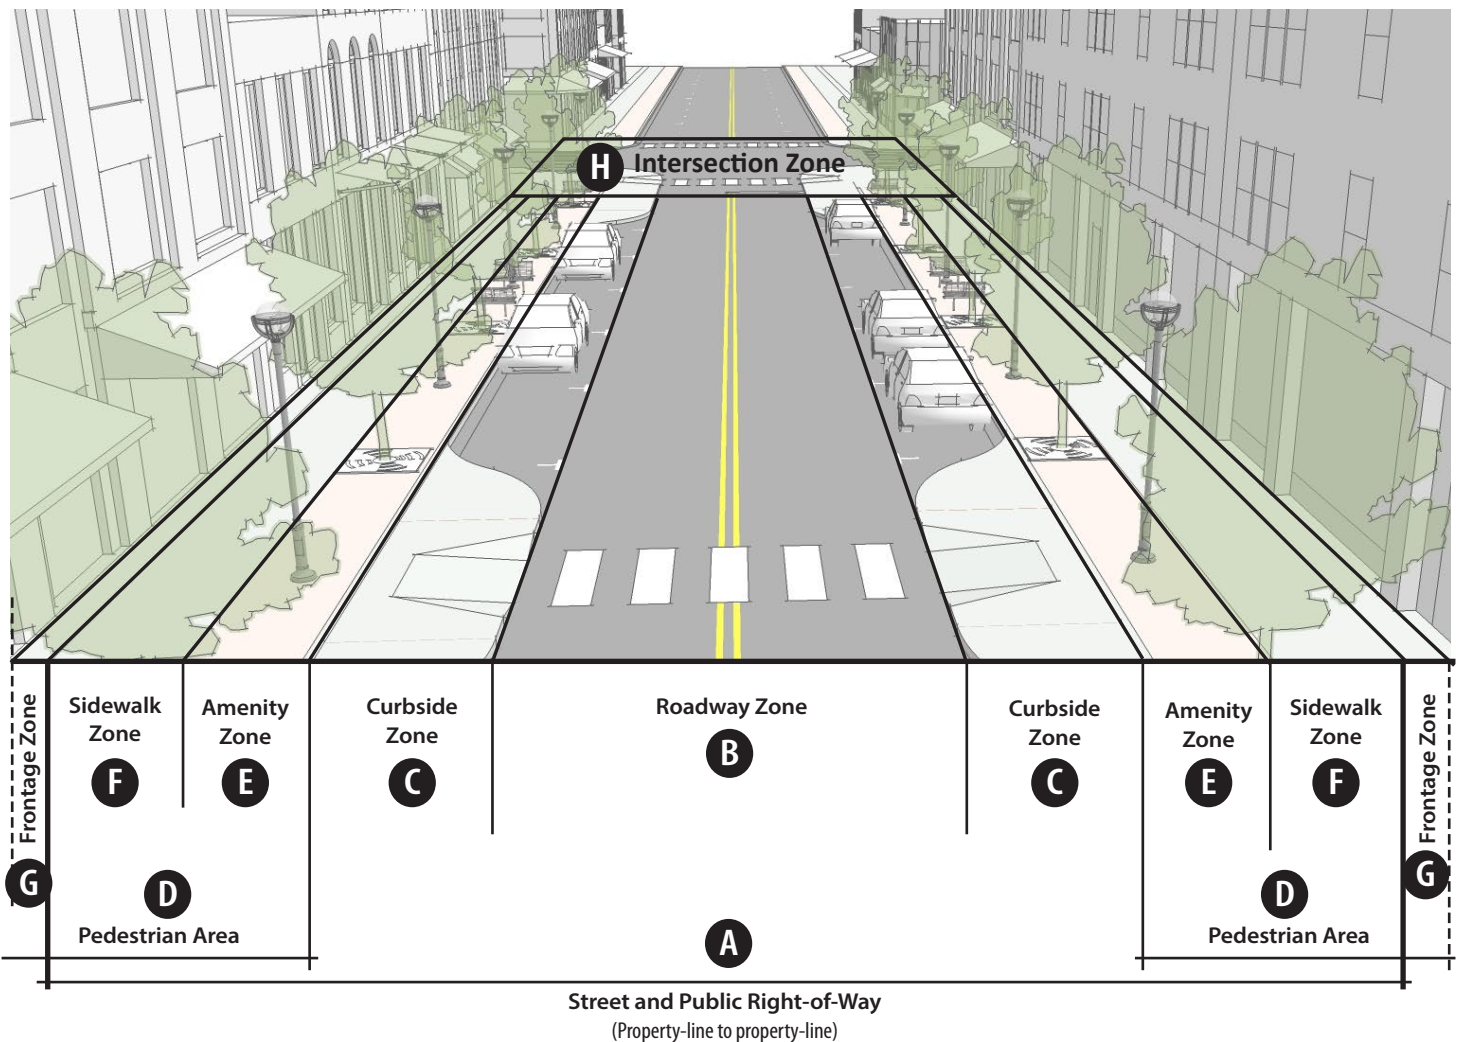 H Intersection Zone
Frontage Zone
G
Sidewalk
Zone
F
Amenity
Zone
E
D
Pedestrian Area
Curbside
Zone
C
Roadway Zone
B
Curbside
Zone
C
Amenity
Zone
E
Sidewalk
Zone
F
D
Pedestrian Area
Frontage Zone
G
A
Street and Public Right-of-Way
(Property-line to property-line)